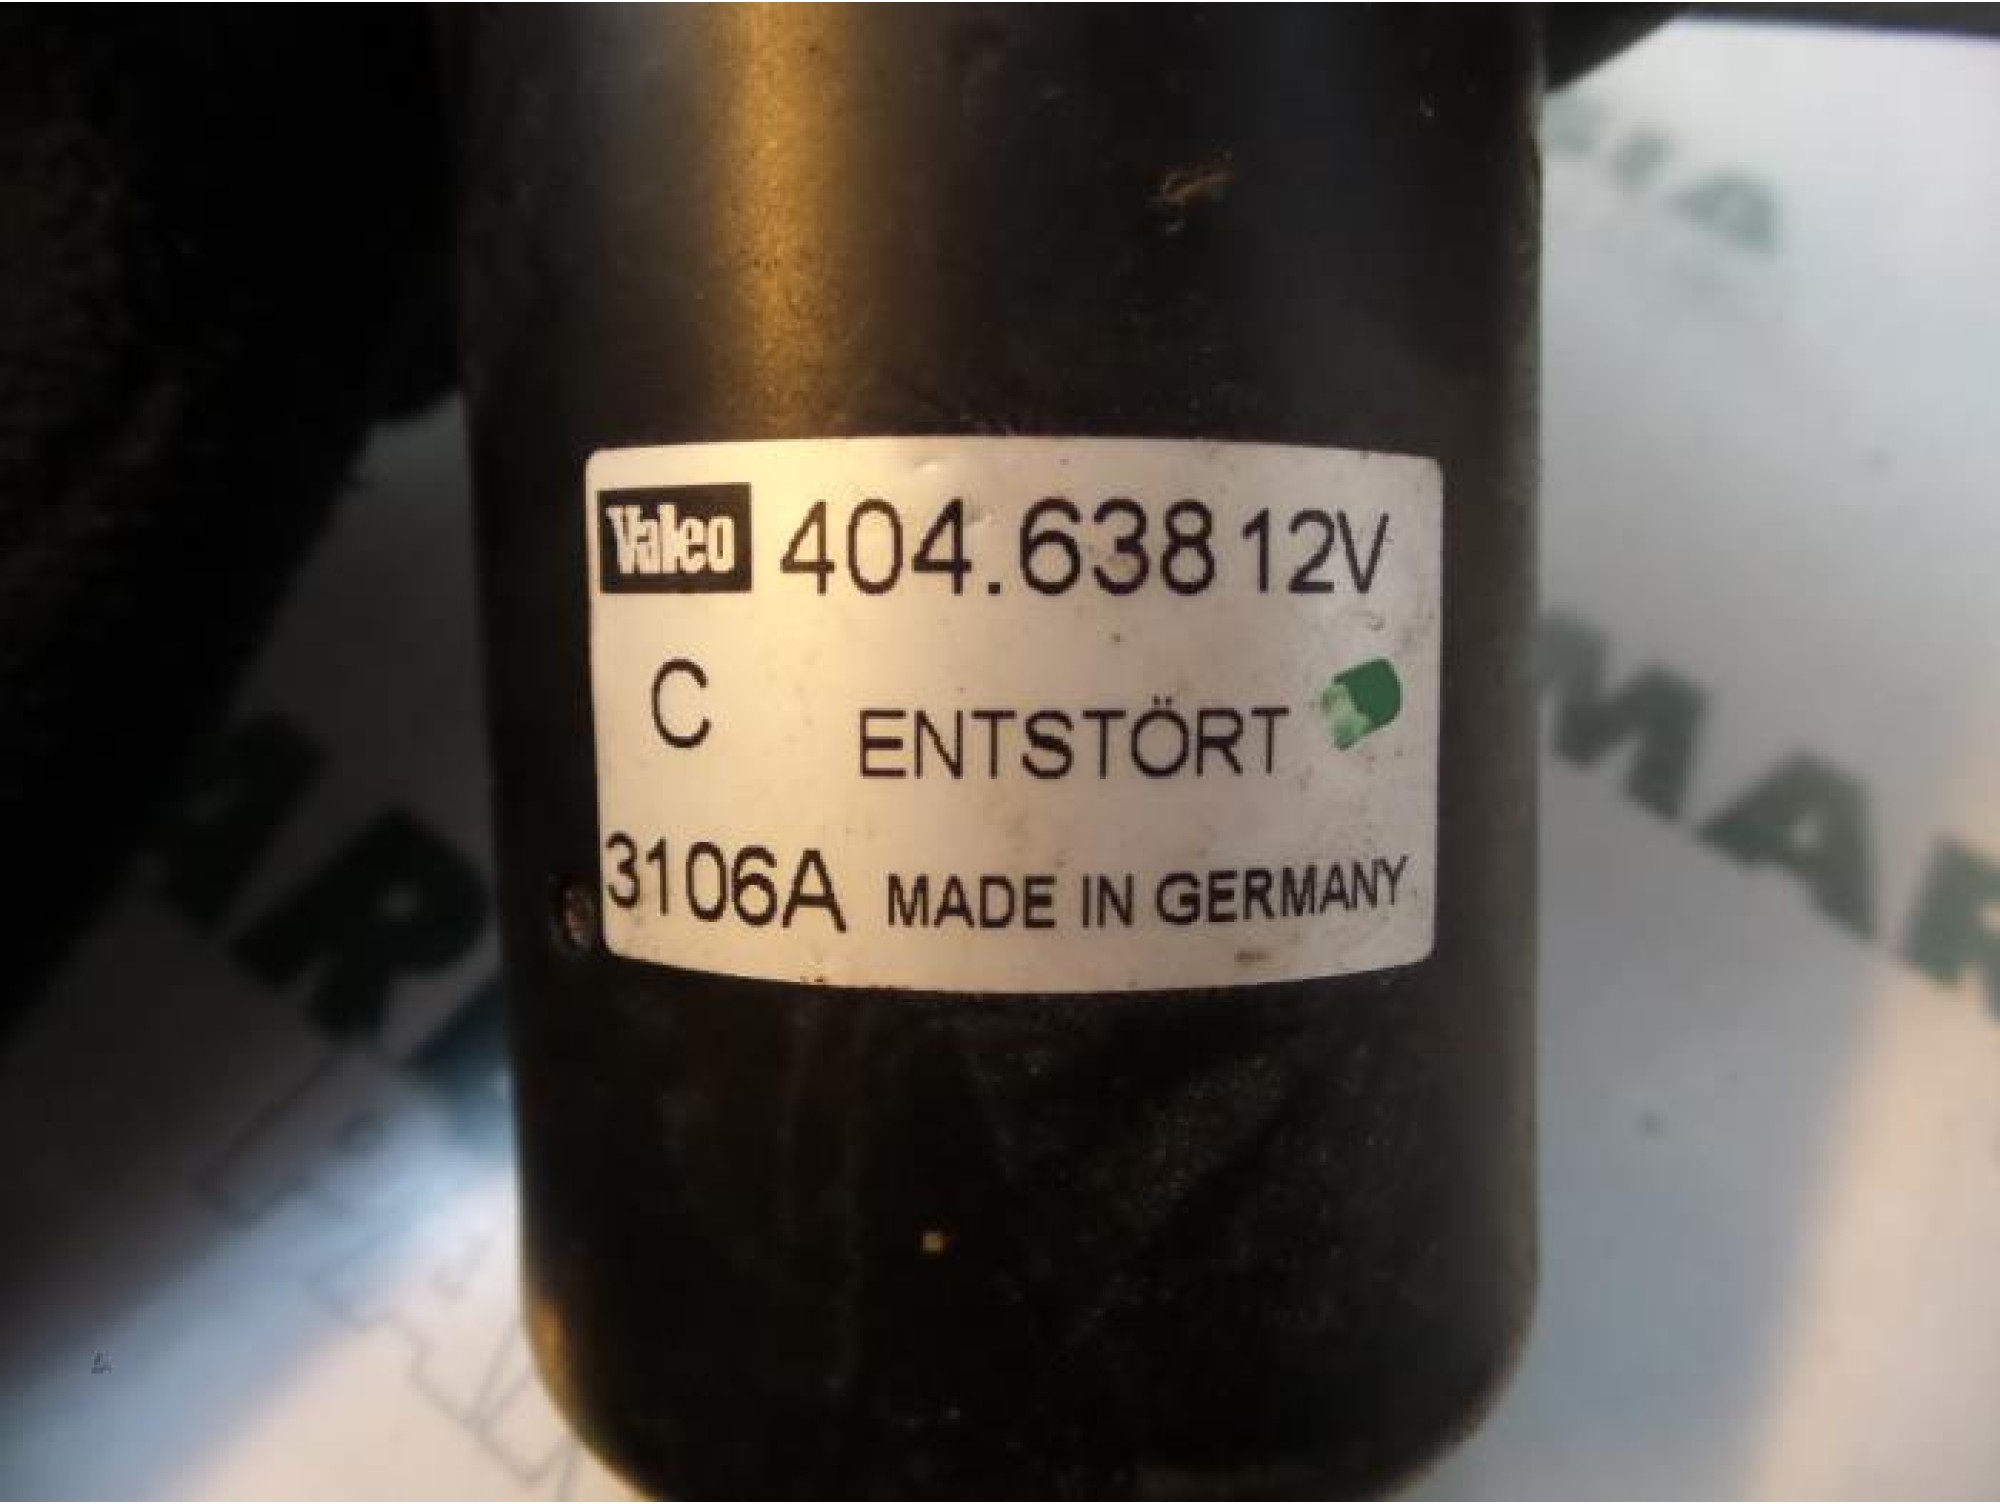 Valeo 404.638 12V
C ENTSTÖRT
3106A MADE IN GERMANY